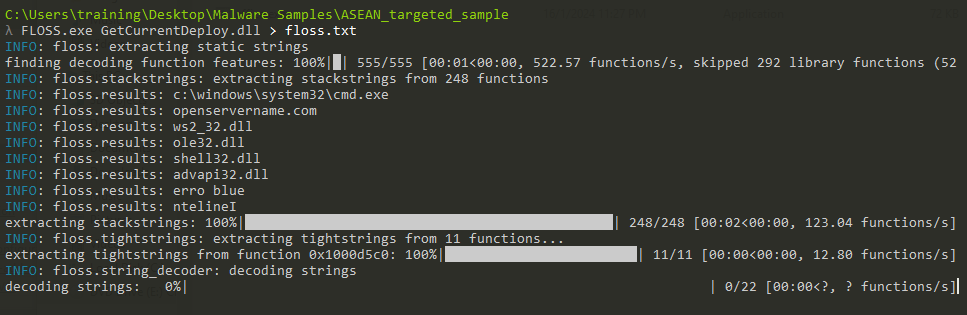 C:\Users\training\Desktop\Malware Samples\ASEAN_targeted_sample
λ FLOSS.exe GetCurrentDeploy.dll > floss.txt
INFO: floss: extracting static strings
finding decoding function features: 100%| | 555/555 [00:01<00:00, 522.57 functions/s, skipped 292 library functions (52
INFO: floss.stackstrings: extracting stackstrings from 248 functions
INFO: floss.results: c:\windows\system32\cmd.exe
INFO: floss.results: openservername.com
INFO: floss.results: ws2_32.dll
INFO: floss.results: ole32.dll
INFO: floss.results: shell32.dll
INFO: floss.results: advapi32.dll
INFO: floss.results: erro blue
INFO: floss.results: ntelineI
extracting stackstrings: 100%| | 248/248 [00:02<00:00, 123.04 functions/s]
INFO: floss.tightstrings: extracting tightstrings from 11 functions...
extracting tightstrings from function 0x1000d5c0: 100%| | 11/11 [00:00<00:00, 12.80 functions/s]
INFO: floss.string_decoder: decoding strings
decoding strings: 0%| | 0/22 [00:00<?, ? functions/s]